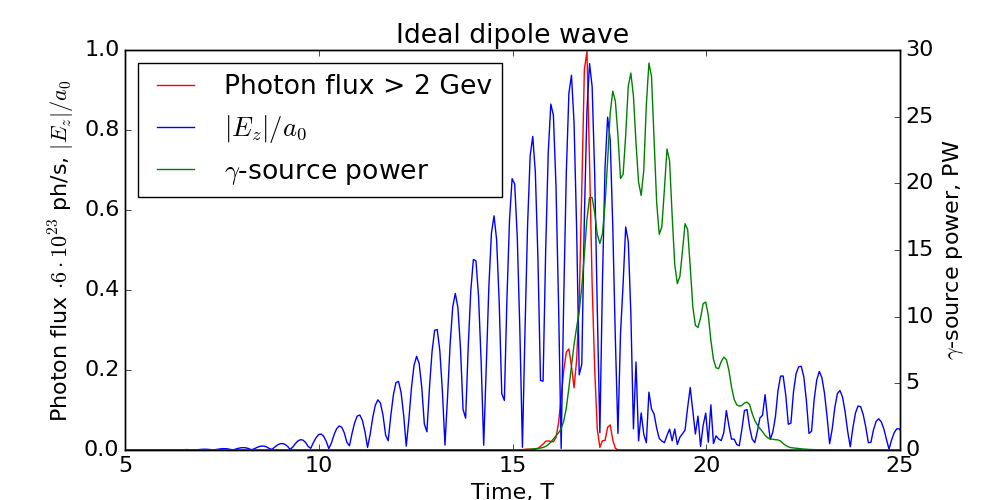 Ideal dipole wave
Photon flux > 2 Gev
|E_z|/a_0
γ-source power
1.0
0.8
0.6
0.4
0.2
0.0
Photon flux ·6 · 10^23 ph/s, |E_z|/a_0
30
25
20
15
10
5
0
γ-source power, PW
5
10
15
20
25
Time, T